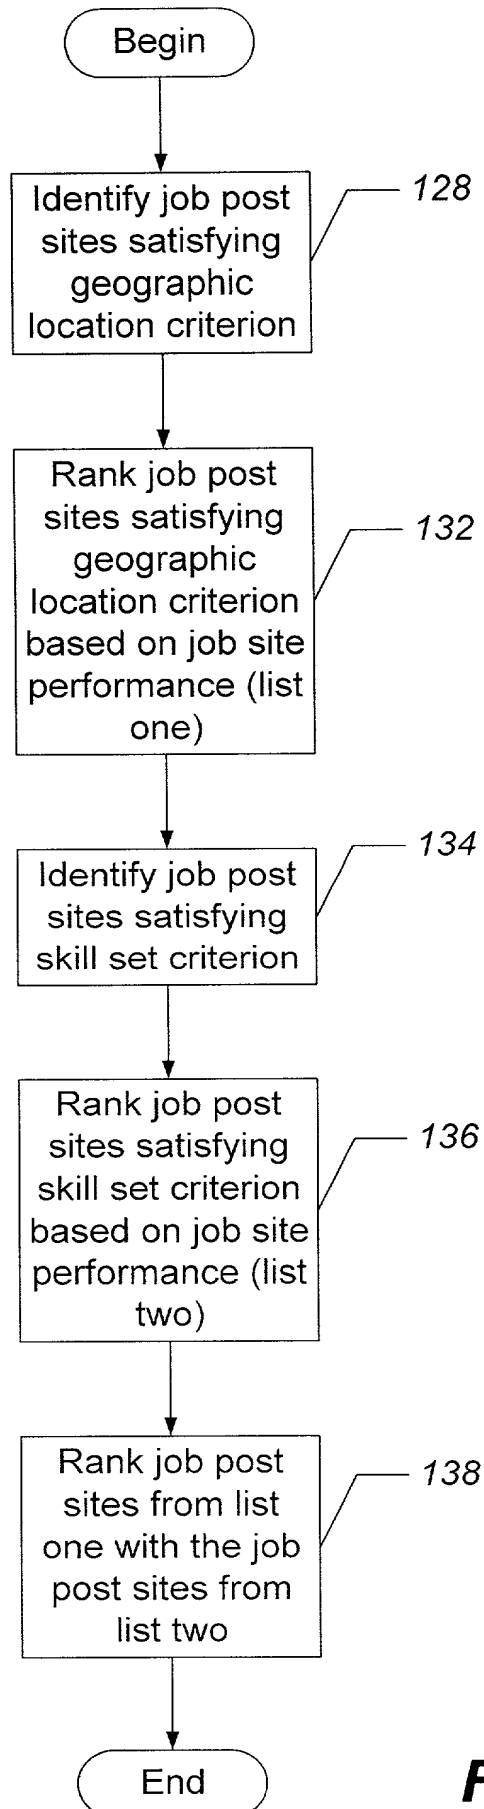 Begin
Identify job post
sites satisfying
geographic
location criterion
128
Rank job post
sites satisfying
geographic
location criterion
based on job site
performance (list
one)
132
Identify job post
sites satisfying
skill set criterion
134
Rank job post
sites satisfying
skill set criterion
based on job site
performance (list
two)
136
Rank job post
sites from list
one with the job
post sites from
list two
138
End